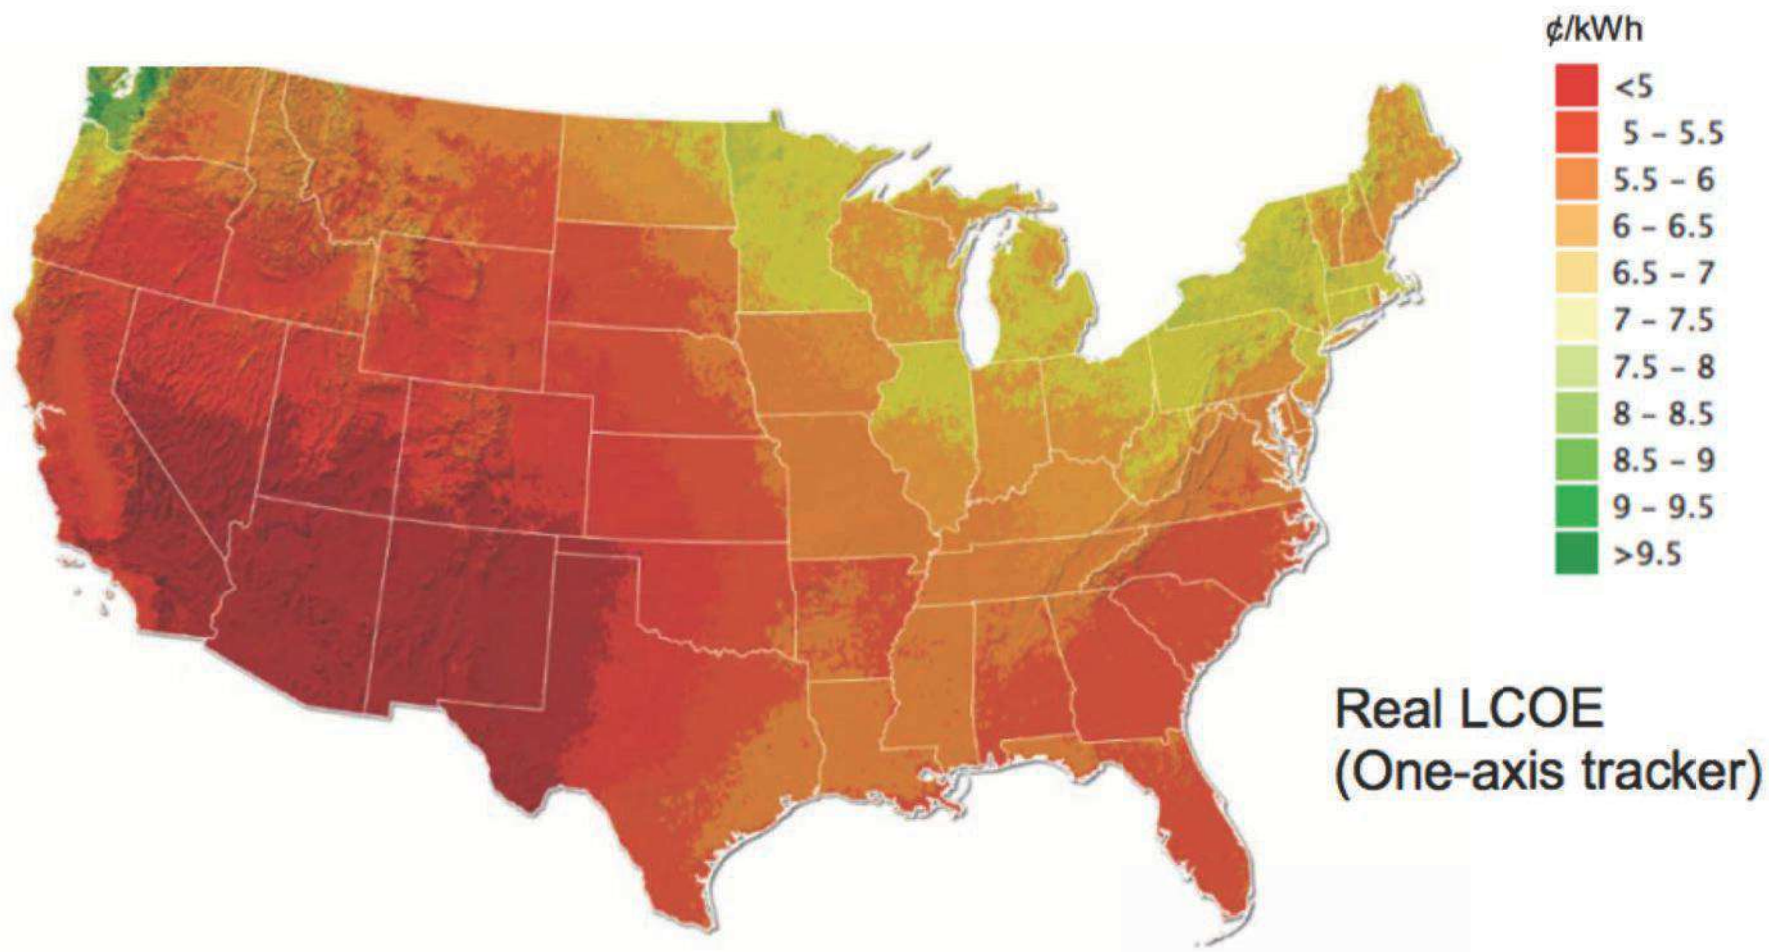 ¢/kWh
<5
5 – 5.5
5.5 – 6
6 – 6.5
6.5 – 7
7 – 7.5
7.5 – 8
8 – 8.5
8.5 – 9
9 – 9.5
>9.5
Real LCOE
(One-axis tracker)